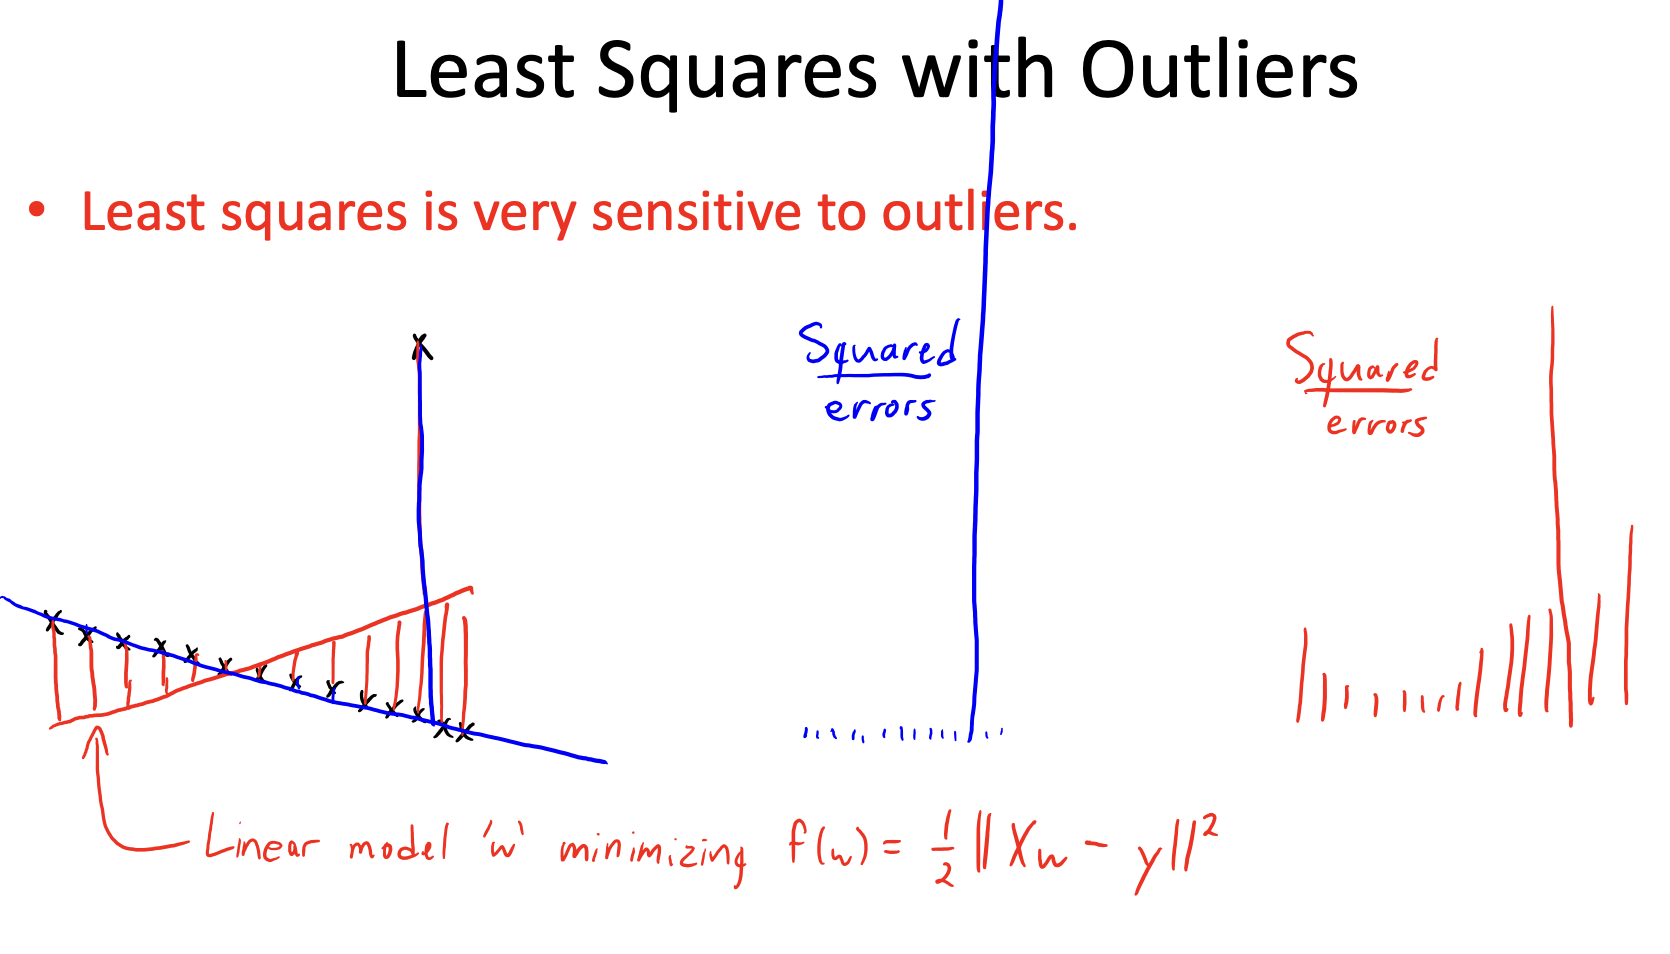 Least Squares with Outliers
• Least squares is very sensitive to outliers.
Squared
errors
Squared
errors
Linear model 'w' minimizing f(w) = 1/2 ||Xw - y||²